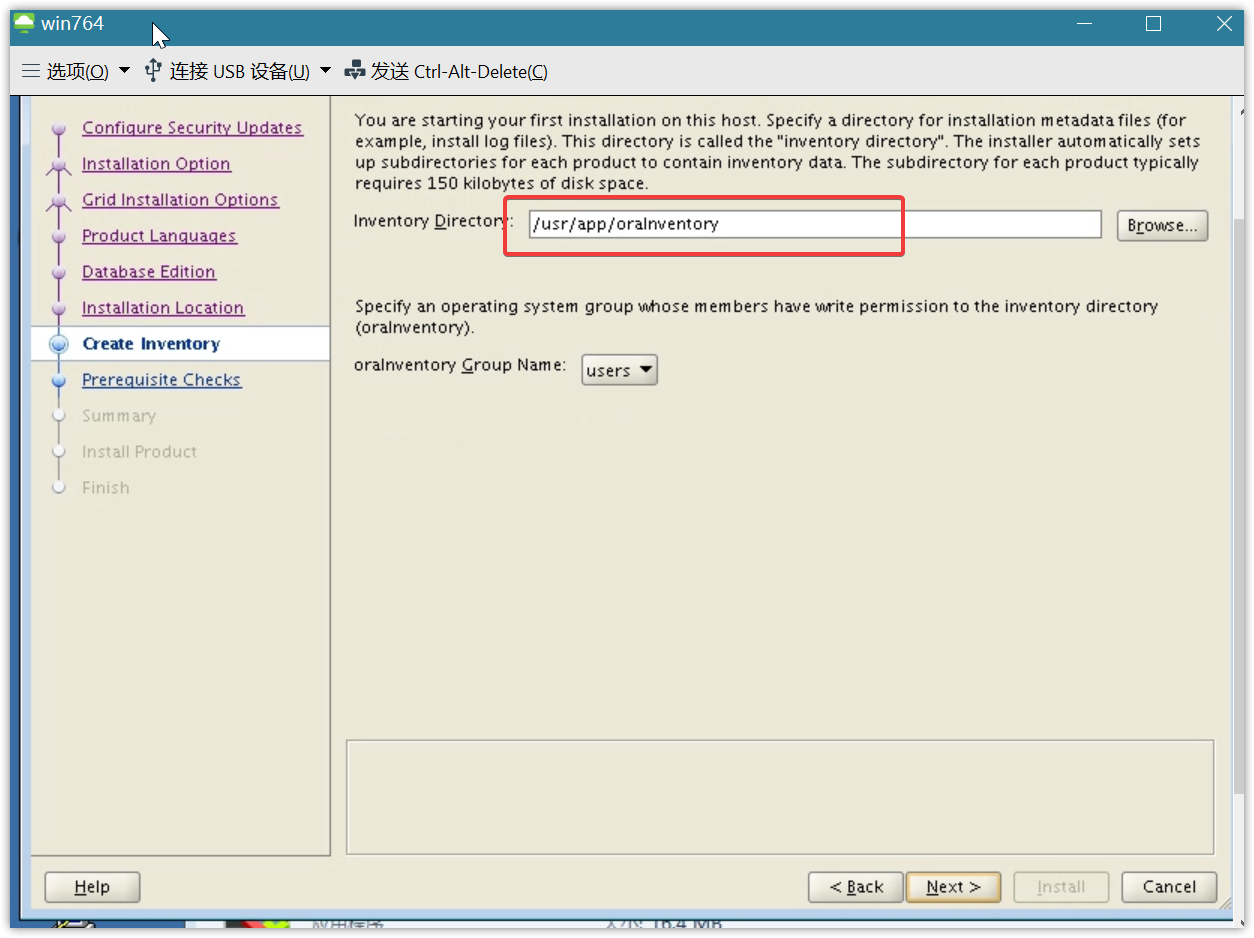 win764
选项(O) 连接 USB 设备(U) 发送 Ctrl-Alt-Delete(C)
Configure Security Updates
Installation Option
Grid Installation Options
Product Languages
Database Edition
Installation Location
Create Inventory
Prerequisite Checks
Summary
Install Product
Finish
You are starting your first installation on this host. Specify a directory for installation metadata files (for
example, install log files). This directory is called the "inventory directory". The installer automatically sets
up subdirectories for each product to contain inventory data. The subdirectory for each product typically
requires 150 kilobytes of disk space.
Inventory Directory: /usr/app/oraInventory Browse...
Specify an operating system group whose members have write permission to the inventory directory
(oraInventory).
oraInventory Group Name: users
Help < Back Next > Install Cancel
应用程序 大小: 16.4 MB